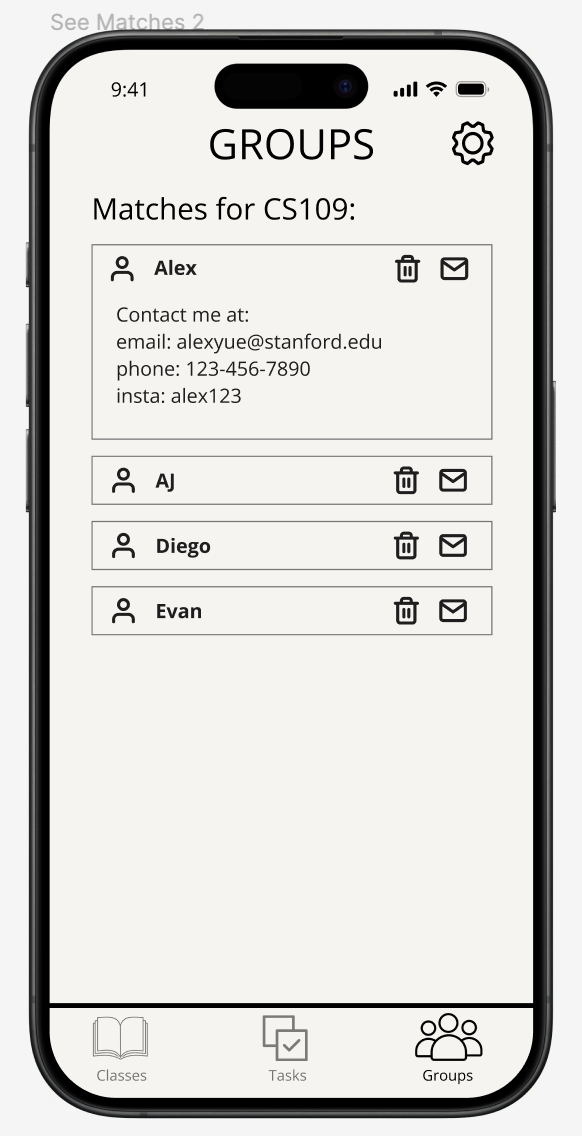 See Matches 2
9:41
GROUPS
Matches for CS109:
Alex
Contact me at:
email: alexyue@stanford.edu
phone: 123-456-7890
insta: alex123
AJ
Diego
Evan
Classes
Tasks
Groups